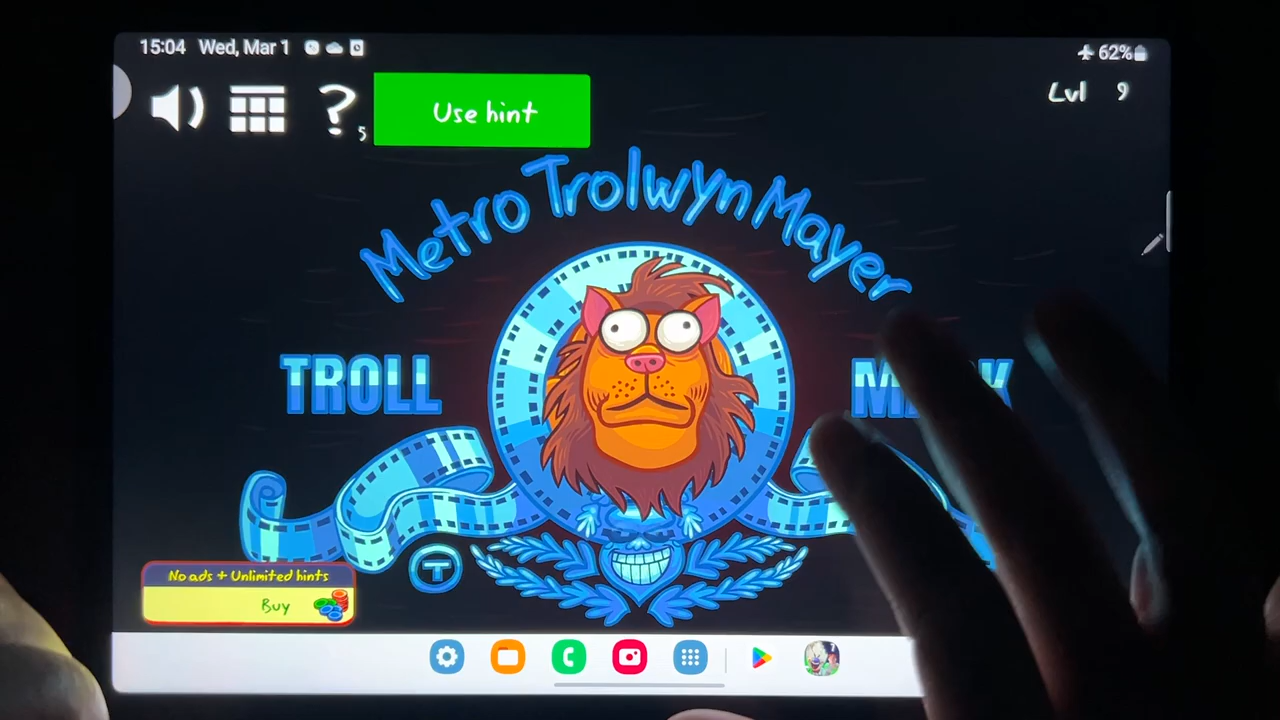 15:04 Wed, Mar 1
62%
Lvl 9
?5
Use hint
Metro Trolwyn Mayer
TROLL
T
No ads + Unlimited hints
Buy